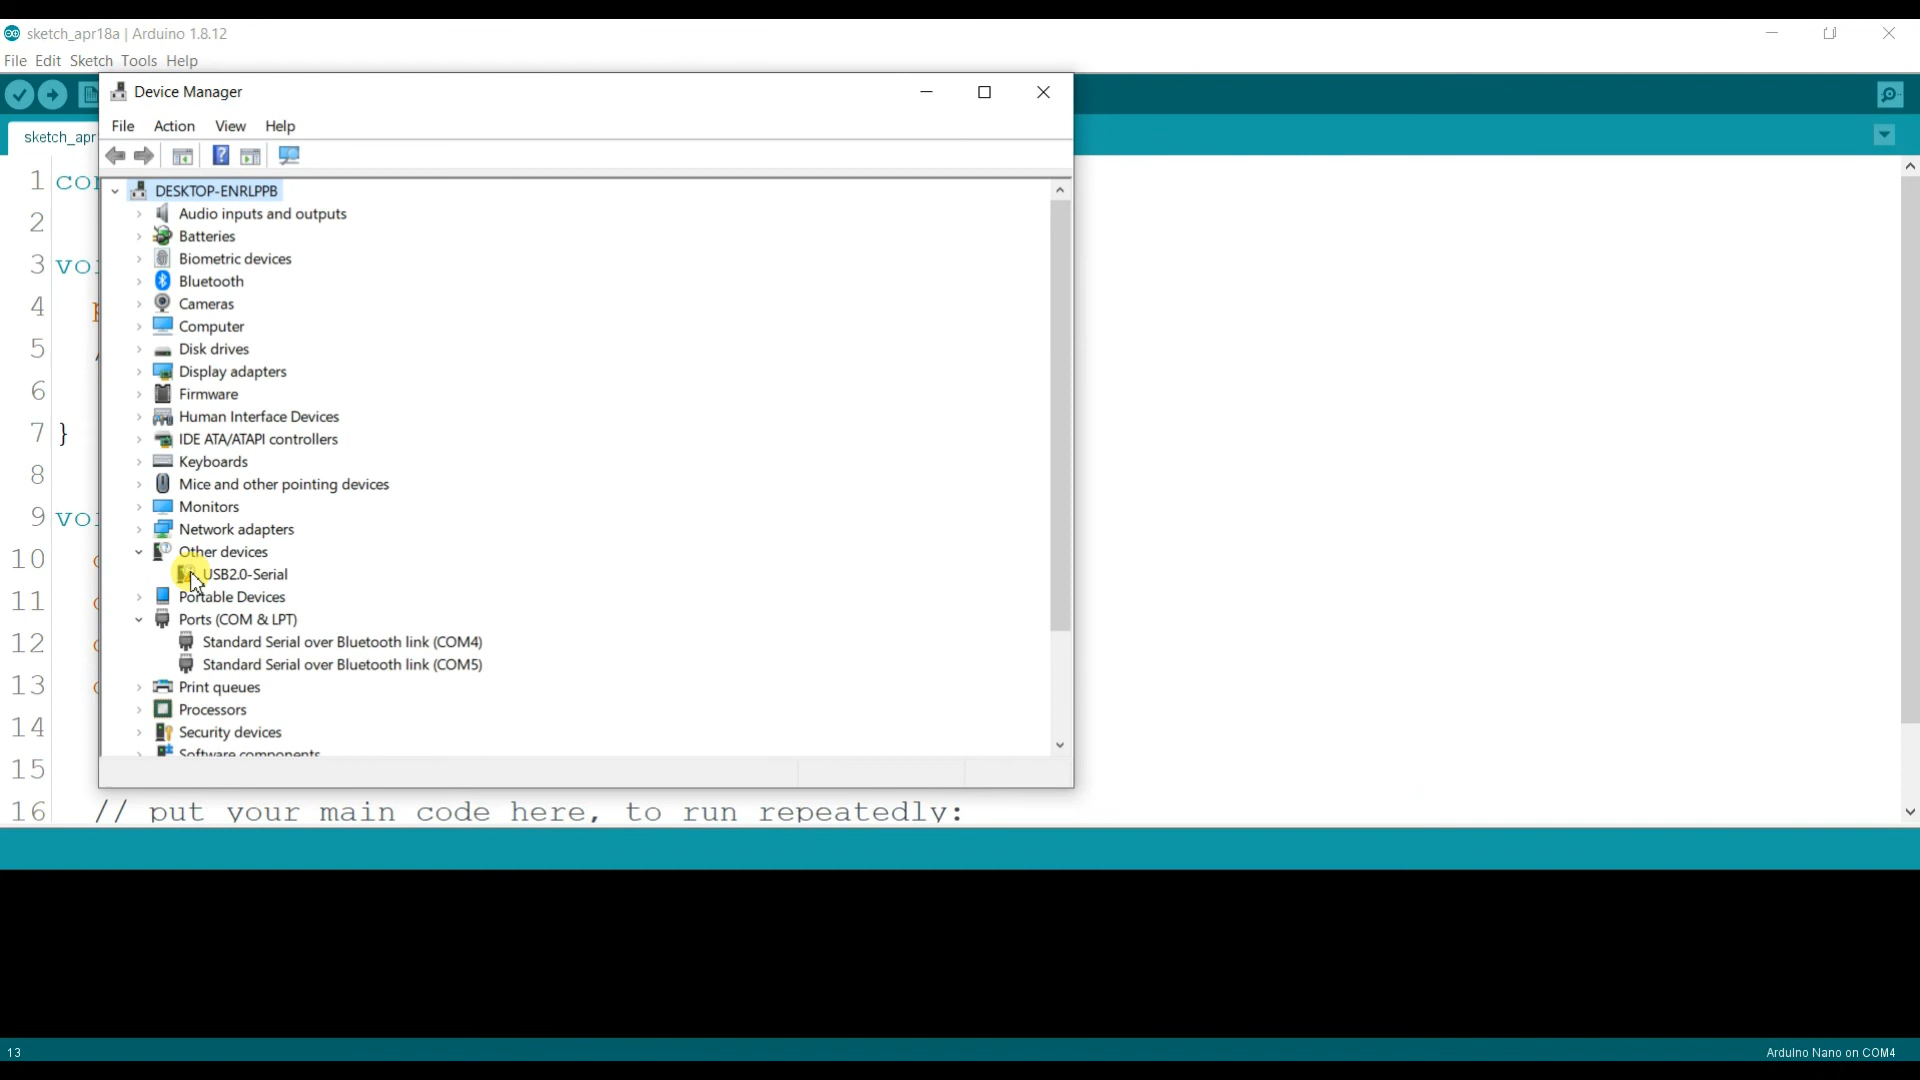 sketch_apr18a | Arduino 1.8.12
File Edit Sketch Tools Help
Device Manager
File Action View Help
sketch_apr
DESKTOP-ENRLPPB
Audio inputs and outputs
Batteries
Biometric devices
Bluetooth
Cameras
Computer
Disk drives
Display adapters
Firmware
Human Interface Devices
IDE ATA/ATAPI controllers
Keyboards
Mice and other pointing devices
Monitors
Network adapters
Other devices
USB2.0-Serial
Portable Devices
Ports (COM & LPT)
Standard Serial over Bluetooth link (COM4)
Standard Serial over Bluetooth link (COM5)
Print queues
Processors
Security devices
Software components
1
2
3
4
5
6
7 }
8
9
10
11
12
13
14
15
16 // put your main code here, to run repeatedly:
13
Arduino Nano on COM4